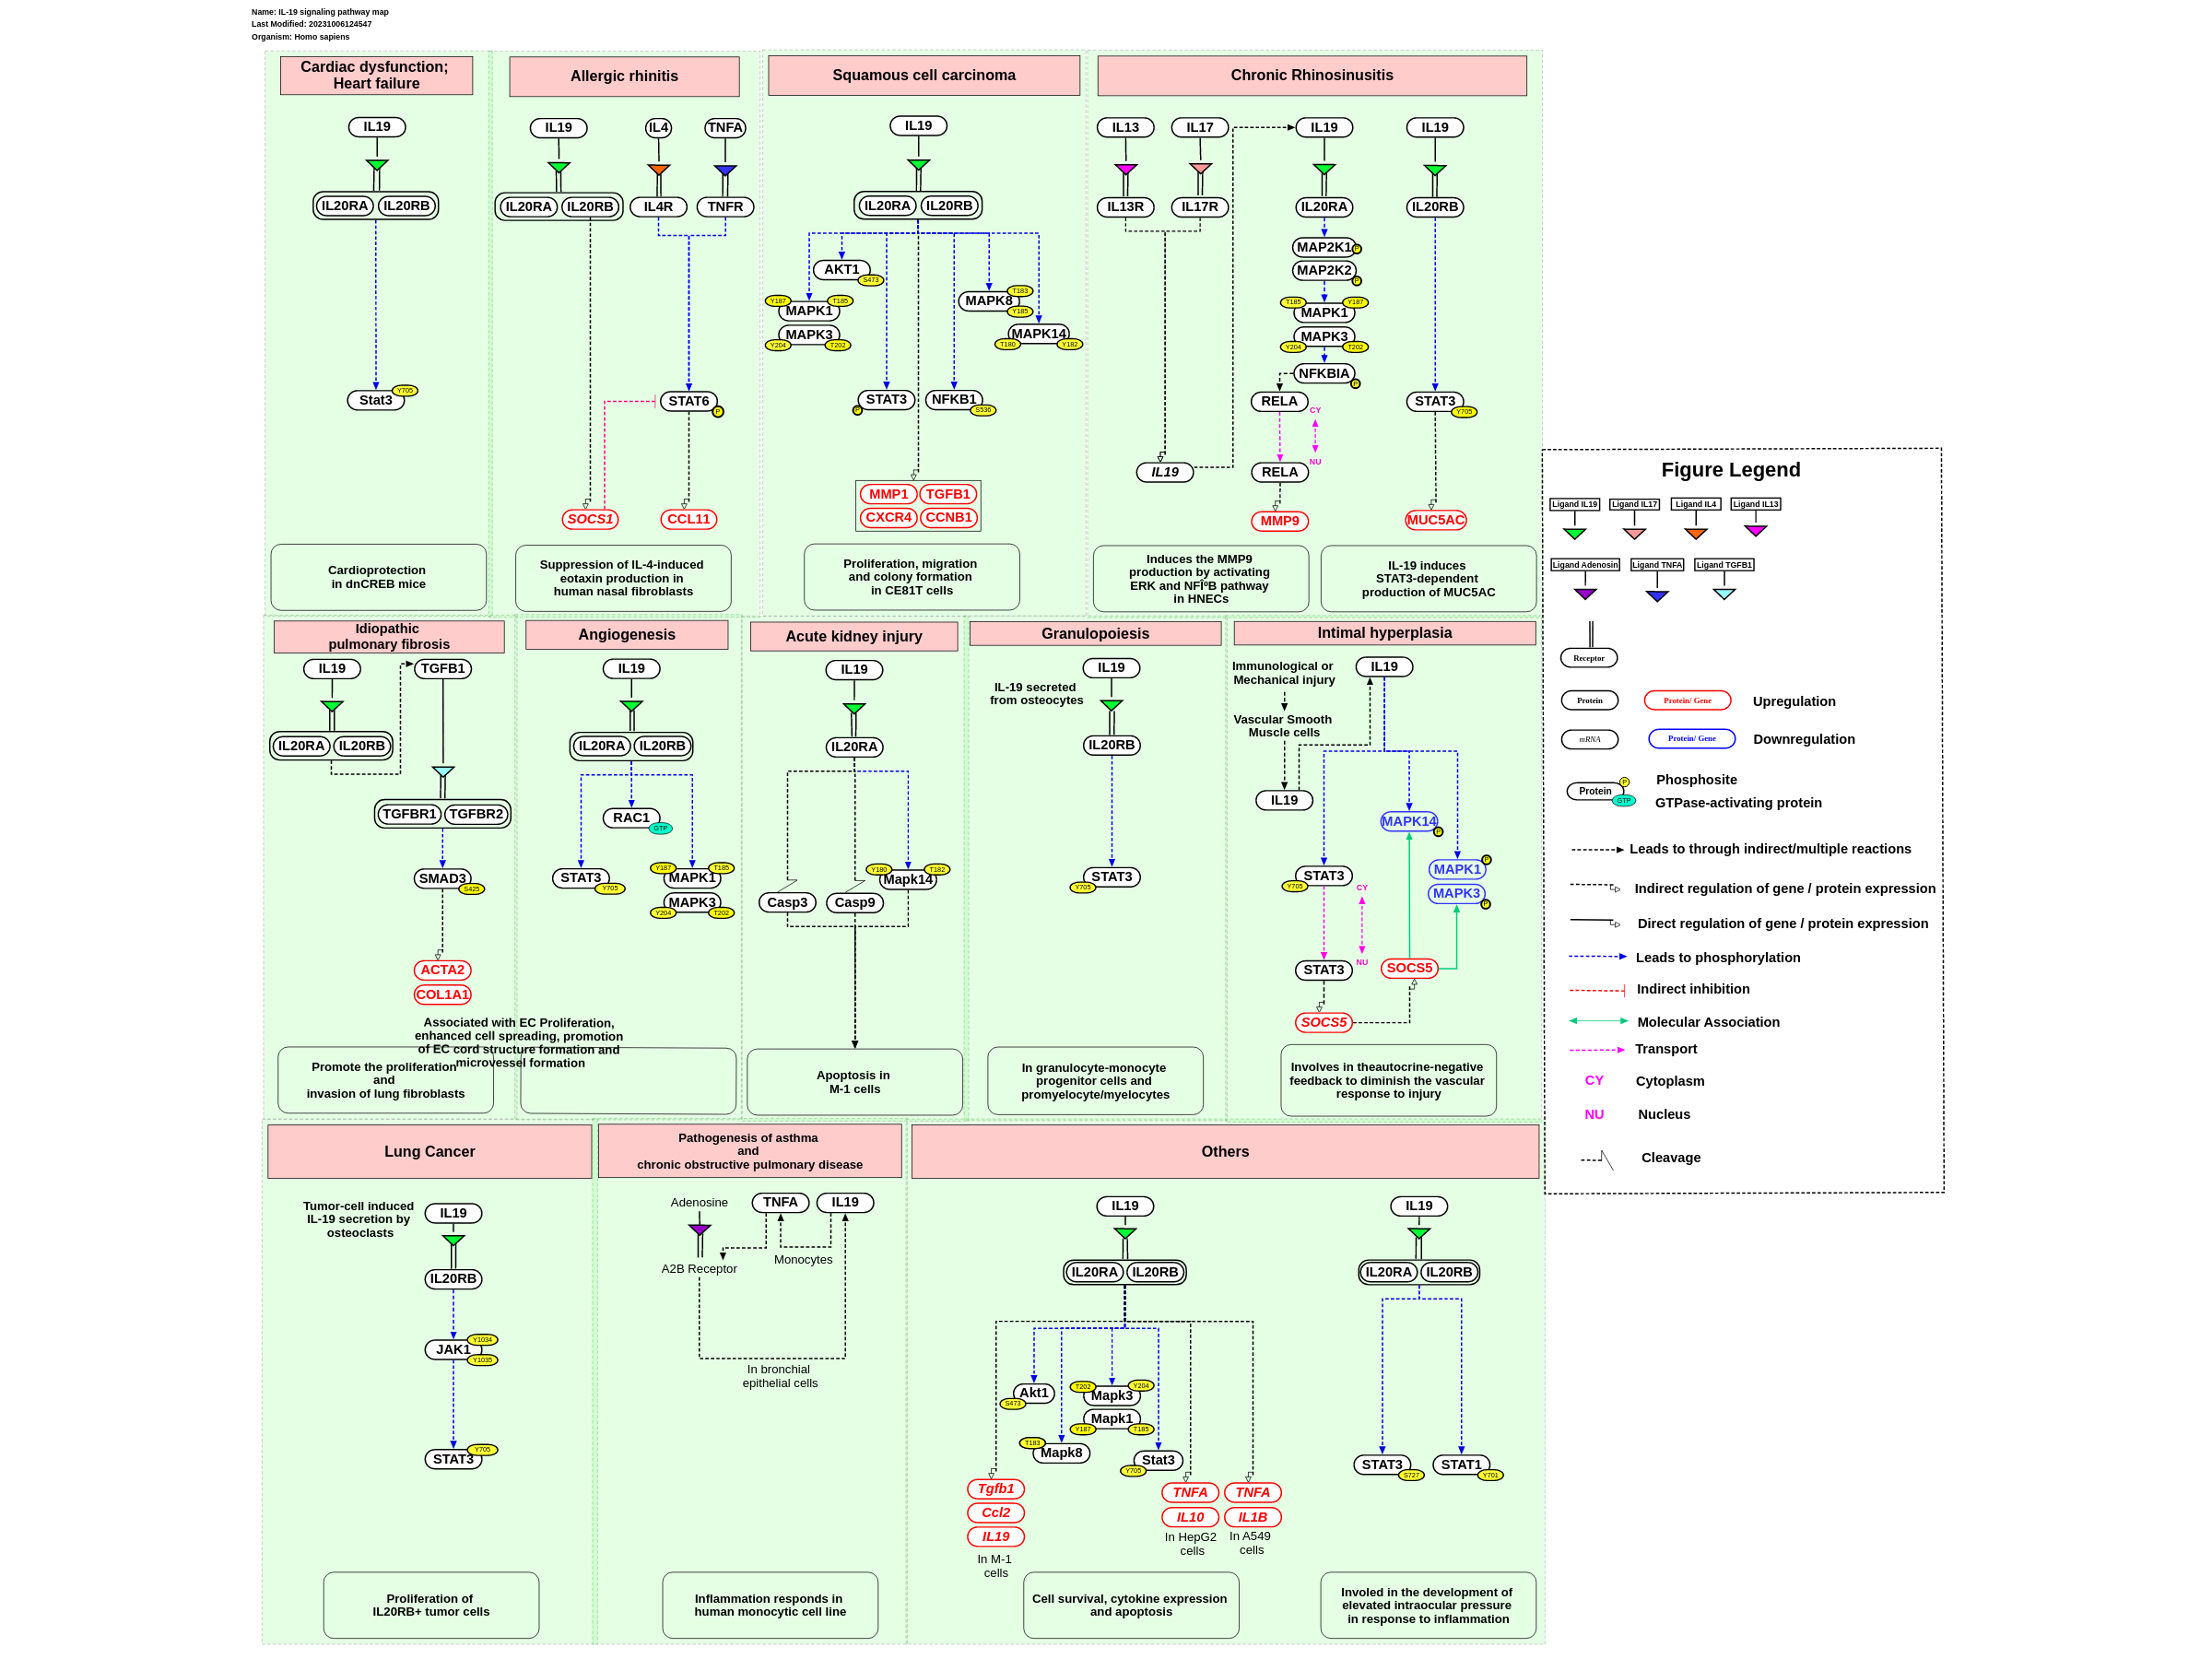 Name: IL-19 signaling pathway map
Last Modified: 20231006124547
Organism: Homo sapiens
Cardiac dysfunction;
Heart failure
IL19
IL20RA IL20RB
Stat3 Y705
Cardioprotection
in dnCREB mice
Allergic rhinitis
IL19 IL4 TNFA
IL20RA IL20RB IL4R TNFR
STAT6 P
SOCS1 CCL11
Suppression of IL-4-induced
eotaxin production in
human nasal fibroblasts
Squamous cell carcinoma
IL19
IL20RA IL20RB
AKT1 S473
Y187 T185
MAPK1
MAPK3
Y204 T202
T183
MAPK8
Y185
MAPK14
T180 Y182
STAT3 P
NFKB1 S536
MMP1 TGFB1
CXCR4 CCNB1
Proliferation, migration
and colony formation
in CE81T cells
Chronic Rhinosinusitis
IL13 IL17 IL19 IL19
IL13R IL17R IL20RA IL20RB
MAP2K1 P
MAP2K2 P
T185 Y187
MAPK1
MAPK3
Y204 T202
NFKBIA P
RELA STAT3 Y705
CY
NU
IL19 RELA
MMP9 MUC5AC
Induces the MMP9
production by activating
ERK and NFÎºB pathway
in HNECs
IL-19 induces
STAT3-dependent
production of MUC5AC
Idiopathic
pulmonary fibrosis
IL19 TGFB1
IL20RA IL20RB
TGFBR1 TGFBR2
SMAD3 S425
ACTA2
COL1A1
Promote the proliferation
and
invasion of lung fibroblasts
Angiogenesis
IL19
IL20RA IL20RB
RAC1 GTP
STAT3 Y705
Y187 T185
MAPK1
MAPK3
Y204 T202
Associated with EC Proliferation,
enhanced cell spreading, promotion
of EC cord structure formation and
microvessel formation
Acute kidney injury
IL19
IL20RA
Y180 T182
Mapk14
Casp3 Casp9
Apoptosis in
M-1 cells
Granulopoiesis
IL-19 secreted
from osteocytes
IL19
IL20RB
STAT3
Y705
In granulocyte-monocyte
progenitor cells and
promyelocyte/myelocytes
Intimal hyperplasia
Immunological or
Mechanical injury
IL19
Vascular Smooth
Muscle cells
IL19
MAPK14 P
MAPK1 P
MAPK3 P
STAT3
Y705
CY
NU
STAT3 SOCS5
SOCS5
Involves in theautocrine-negative
feedback to diminish the vascular
response to injury
Lung Cancer
Tumor-cell induced
IL-19 secretion by
osteoclasts
IL19
IL20RB
Y1034
JAK1
Y1035
Y705
STAT3
Proliferation of
IL20RB+ tumor cells
Pathogenesis of asthma
and
chronic obstructive pulmonary disease
Adenosine TNFA IL19
A2B Receptor Monocytes
In bronchial
epithelial cells
Inflammation responds in
human monocytic cell line
Others
IL19 IL19
IL20RA IL20RB IL20RA IL20RB
Akt1
S473
T202 Y204
Mapk3
Mapk1
Y187 T185
T183
Mapk8
Stat3
Y705
STAT3 S727
STAT1 Y701
Tgfb1
Ccl2
IL19
In M-1
cells
TNFA
IL10
In HepG2
cells
TNFA
IL1B
In A549
cells
Cell survival, cytokine expression
and apoptosis
Involed in the development of
elevated intraocular pressure
in response to inflammation
Figure Legend
Ligand IL19 Ligand IL17 Ligand IL4 Ligand IL13
Ligand Adenosin Ligand TNFA Ligand TGFB1
Receptor
Protein Protein/ Gene Upregulation
mRNA Protein/ Gene Downregulation
Protein P GTP
Phosphosite
GTPase-activating protein
Leads to through indirect/multiple reactions
Indirect regulation of gene / protein expression
Direct regulation of gene / protein expression
Leads to phosphorylation
Indirect inhibition
Molecular Association
Transport
CY Cytoplasm
NU Nucleus
Cleavage